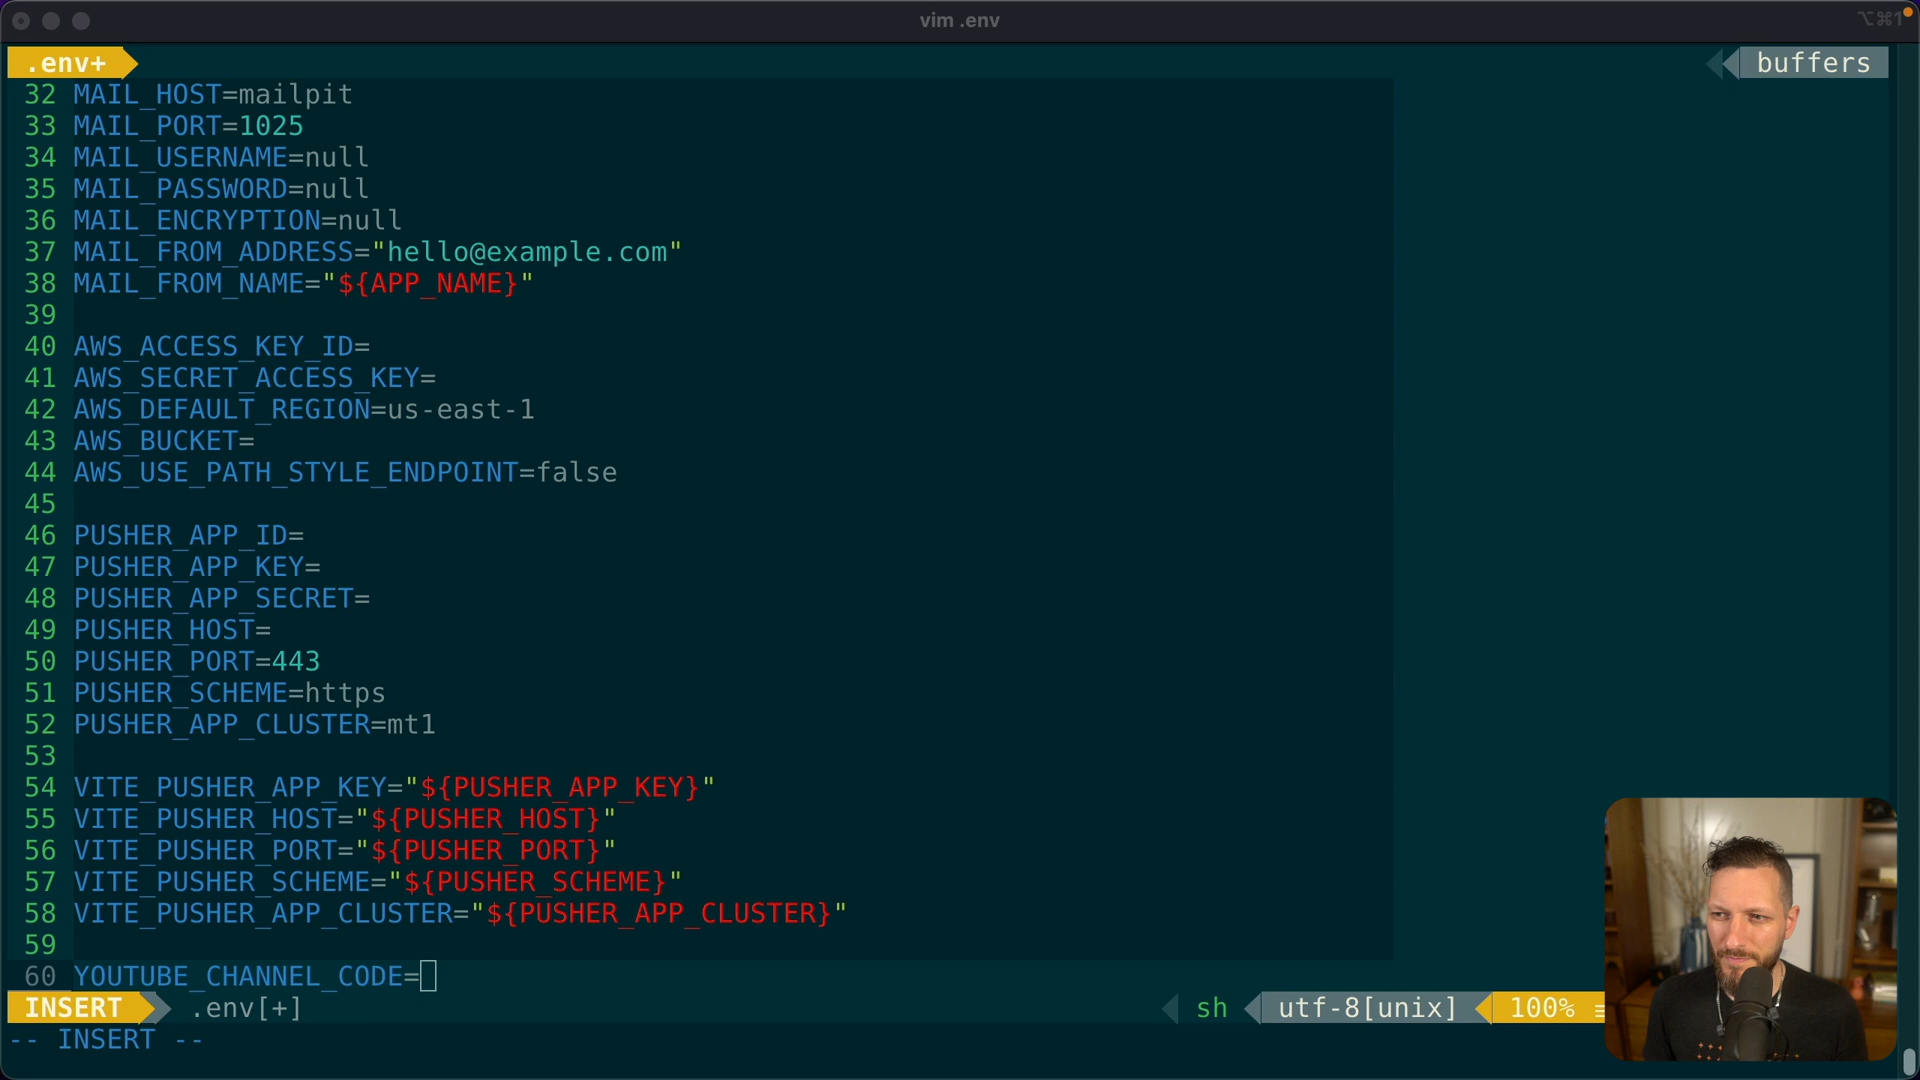 vim .env
⌥⌘1
.env+
buffers
32 MAIL_HOST=mailpit
33 MAIL_PORT=1025
34 MAIL_USERNAME=null
35 MAIL_PASSWORD=null
36 MAIL_ENCRYPTION=null
37 MAIL_FROM_ADDRESS="hello@example.com"
38 MAIL_FROM_NAME="${APP_NAME}"
39
40 AWS_ACCESS_KEY_ID=
41 AWS_SECRET_ACCESS_KEY=
42 AWS_DEFAULT_REGION=us-east-1
43 AWS_BUCKET=
44 AWS_USE_PATH_STYLE_ENDPOINT=false
45
46 PUSHER_APP_ID=
47 PUSHER_APP_KEY=
48 PUSHER_APP_SECRET=
49 PUSHER_HOST=
50 PUSHER_PORT=443
51 PUSHER_SCHEME=https
52 PUSHER_APP_CLUSTER=mt1
53
54 VITE_PUSHER_APP_KEY="${PUSHER_APP_KEY}"
55 VITE_PUSHER_HOST="${PUSHER_HOST}"
56 VITE_PUSHER_PORT="${PUSHER_PORT}"
57 VITE_PUSHER_SCHEME="${PUSHER_SCHEME}"
58 VITE_PUSHER_APP_CLUSTER="${PUSHER_APP_CLUSTER}"
59
60 YOUTUBE_CHANNEL_CODE=
INSERT .env[+] sh utf-8[unix] 100%
-- INSERT --